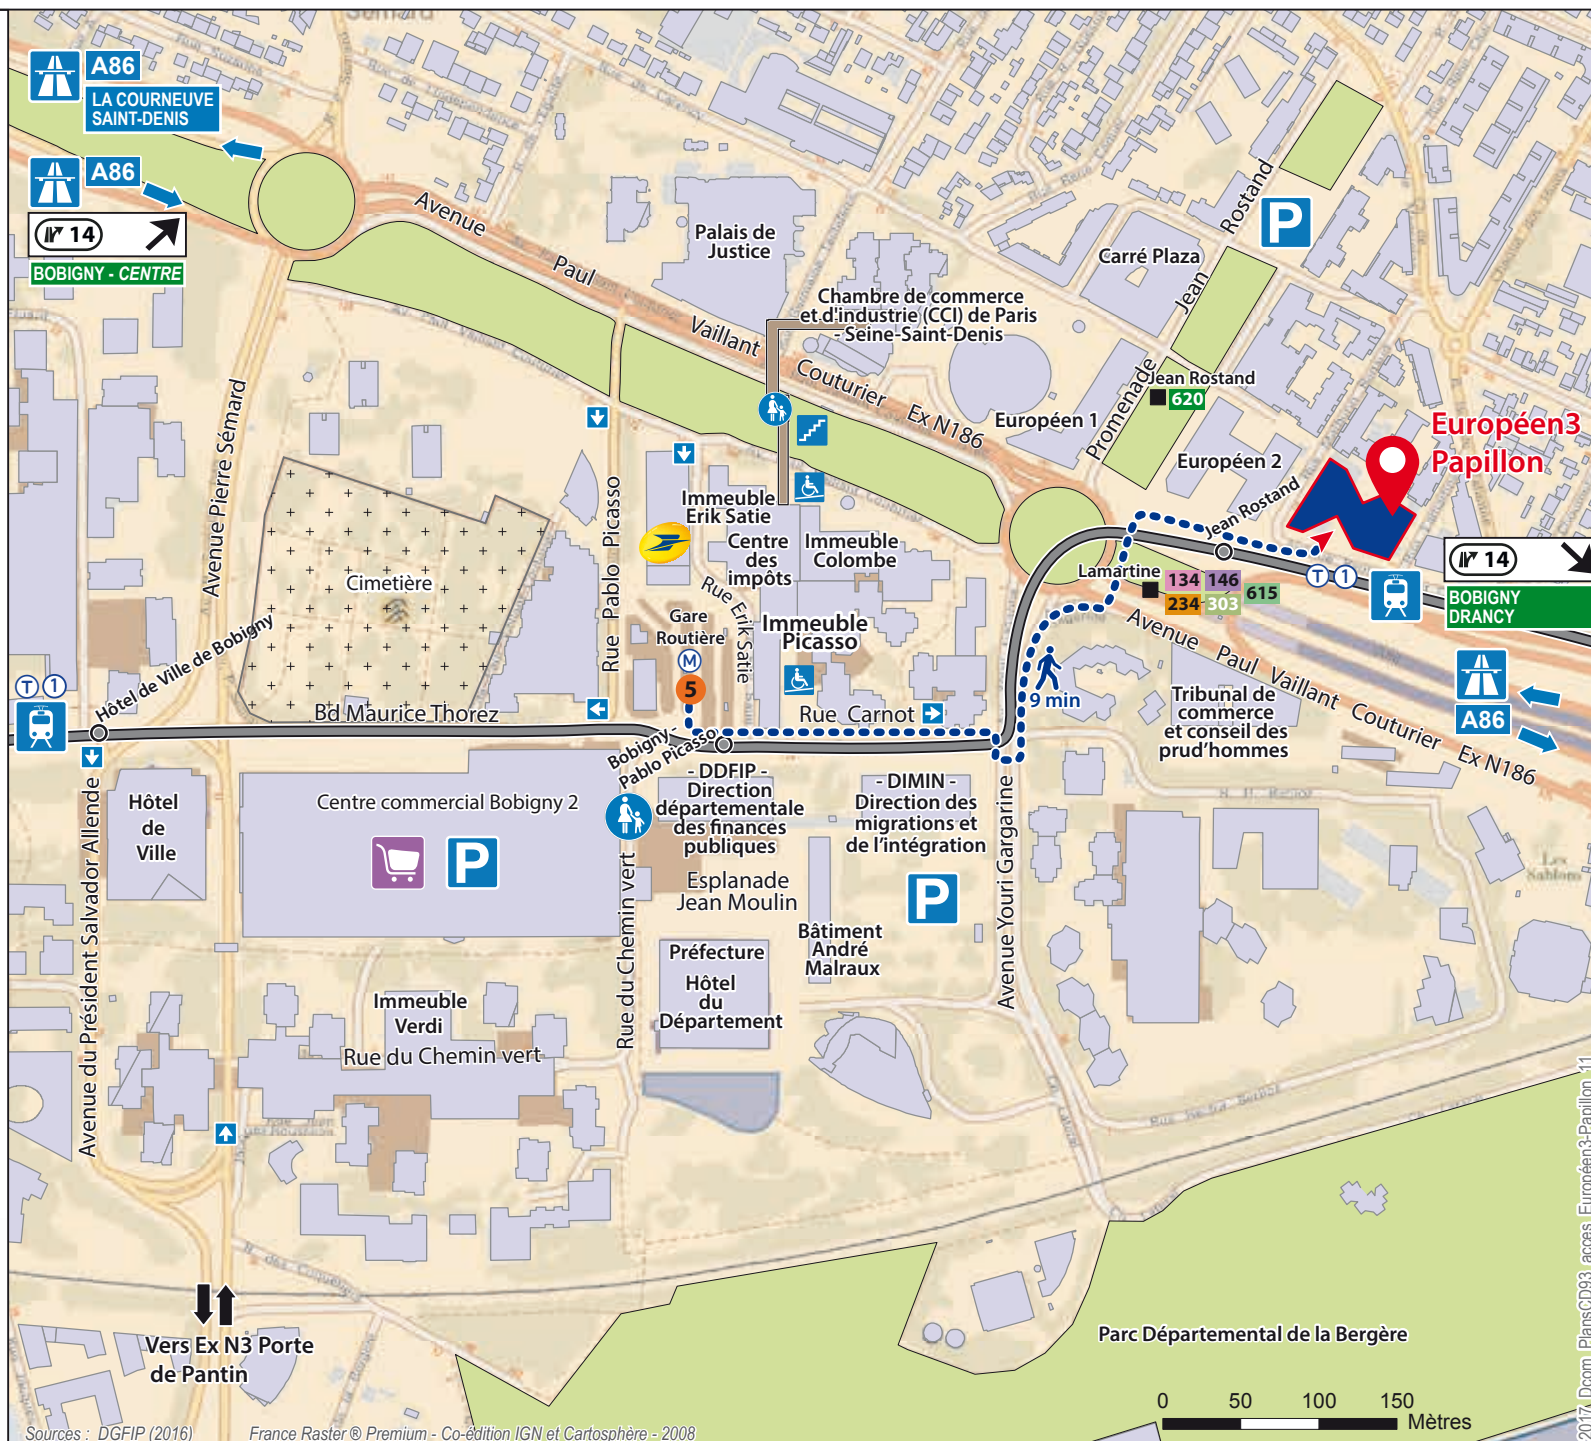 A86
LA COURNEUVE
SAINT-DENIS
A86
14
BOBIGNY - CENTRE
Sémard
Avenue
Paul
Vaillant
Couturier
Ex N186
Palais de
Justice
Chambre de commerce
et d'industrie (CCI) de Paris
- Seine-Saint-Denis
Carré Plaza
Promenade
Jean
Rostand
P
Jean Rostand
620
Européen 1
Européen 2
Européen3
Papillon
Jean Rostand
T 1
14
BOBIGNY
DRANCY
A86
Lamartine
134 146
615
234 303
Avenue Paul Vaillant Couturier Ex N186
Tribunal de
commerce
et conseil des
prud'hommes
9 min
Avenue Pierre Sémard
Cimetière
Rue Pablo Picasso
Immeuble
Erik Satie
Centre
des
impôts
Immeuble
Colombe
Rue Erik Satie
Gare
Routière
M
5
Immeuble
Picasso
Rue Carnot
T 1
Hôtel de Ville de Bobigny
Bd Maurice Thorez
Bobigny-
Pablo Picasso
Avenue du Président Salvador Allende
Hôtel
de
Ville
Centre commercial Bobigny 2
P
- DDFIP -
Direction
départementale
des finances
publiques
- DIMIN -
Direction des
migrations et
de l'intégration
Esplanade
Jean Moulin
P
Avenue Youri Gargarine
Rue du Chemin vert
Bâtiment
André
Malraux
Préfecture
Hôtel
du
Département
Immeuble
Verdi
Rue du Chemin vert
Les
Sablons
Vers Ex N3 Porte
de Pantin
Parc Départemental de la Bergère
0 50 100 150
Mètres
Sources : DGFIP (2016) France Raster ® Premium - Co-édition IGN et Cartosphère - 2008
2017_Dcom_PlansCD93_acces_Européen3-Papillon_11